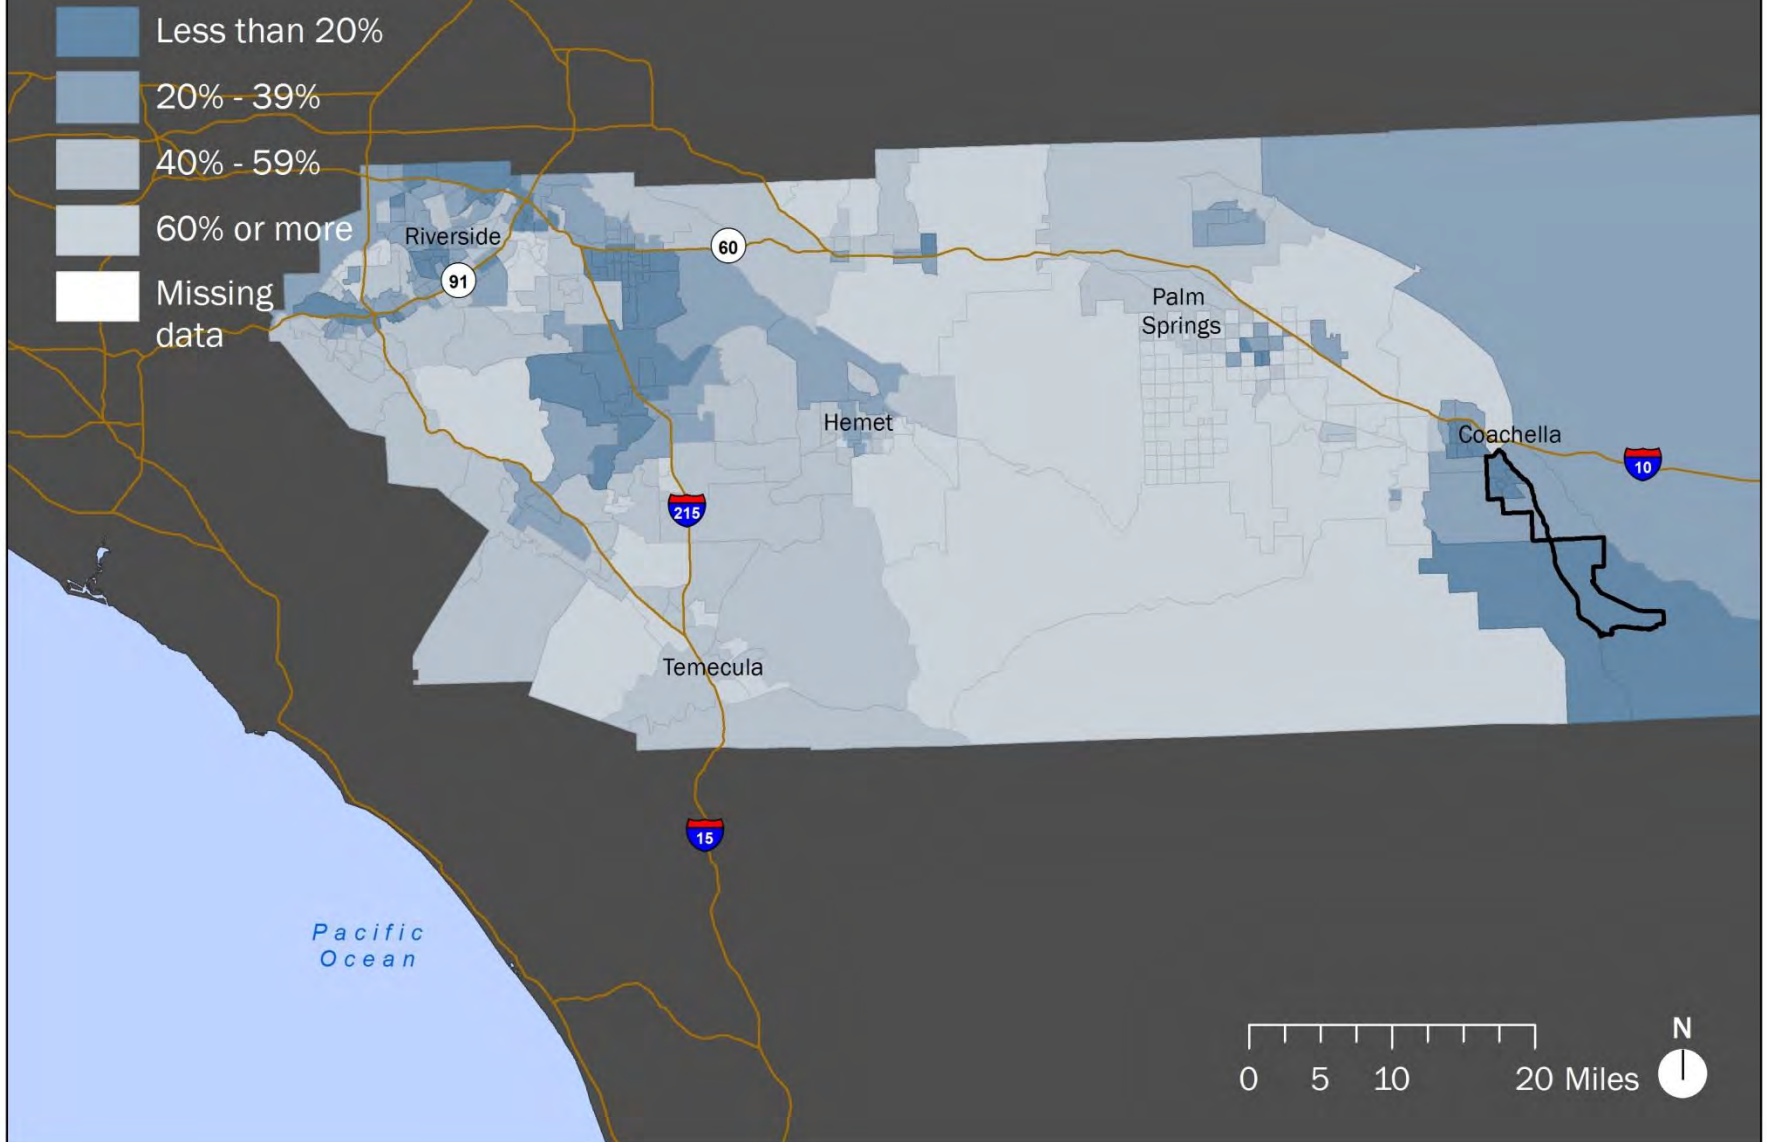 Less than 20%
20% - 39%
40% - 59%
60% or more
Missing
data
Riverside
60
91
Palm
Springs
Hemet
Coachella
10
215
Temecula
15
Pacific
Ocean
N
0 5 10 20 Miles